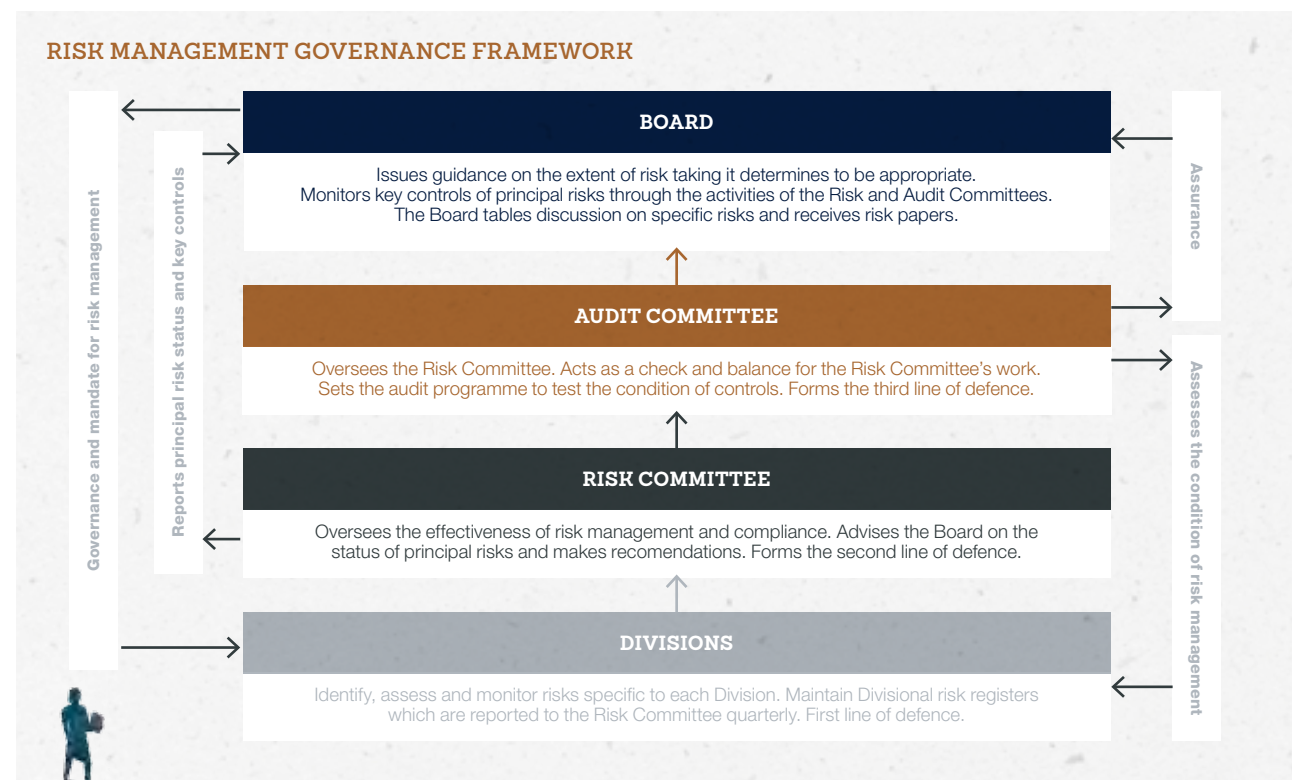 RISK MANAGEMENT GOVERNANCE FRAMEWORK
Governance and mandate for risk management
Reports principal risk status and key controls
BOARD
Issues guidance on the extent of risk taking it determines to be appropriate.
Monitors key controls of principal risks through the activities of the Risk and Audit Committees.
The Board tables discussion on specific risks and receives risk papers.
AUDIT COMMITTEE
Oversees the Risk Committee. Acts as a check and balance for the Risk Committee's work.
Sets the audit programme to test the condition of controls. Forms the third line of defence.
RISK COMMITTEE
Oversees the effectiveness of risk management and compliance. Advises the Board on the
status of principal risks and makes recomendations. Forms the second line of defence.
DIVISIONS
Identify, assess and monitor risks specific to each Division. Maintain Divisional risk registers
which are reported to the Risk Committee quarterly. First line of defence.
Assurance
Assesses the condition of risk management